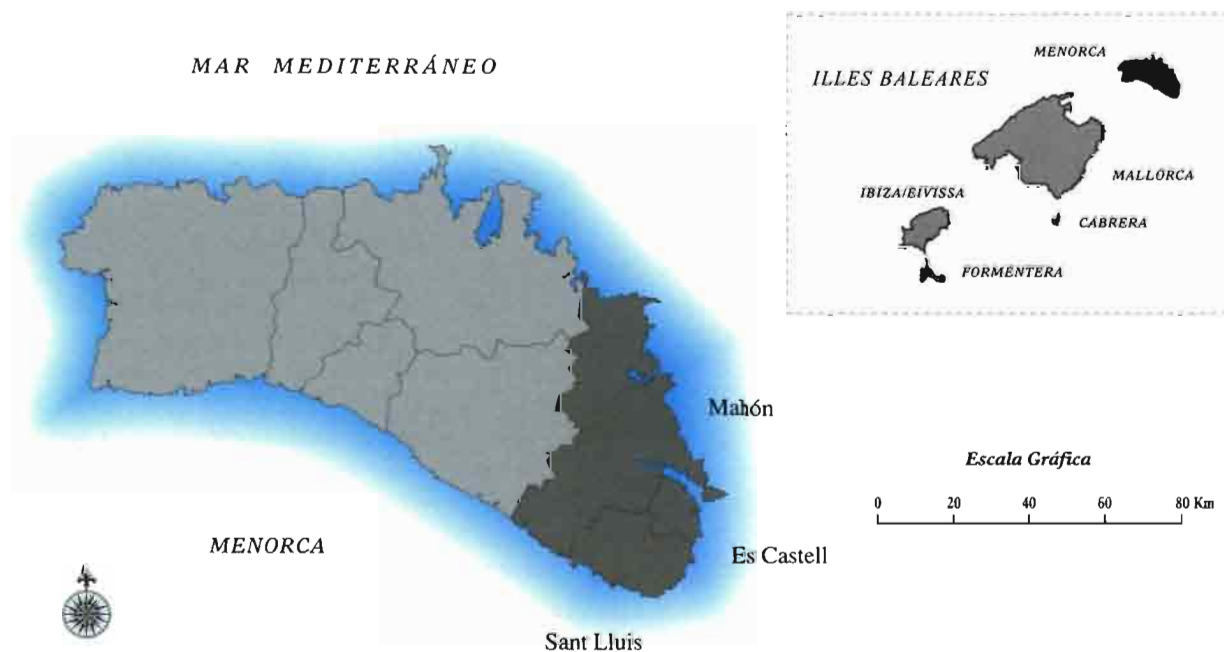 MAR MEDITERRÁNEO
MENORCA
ILLES BALEARES
MALLORCA
IBIZA/EIVISSA
CABRERA
FORMENTERA
Mahón
Escala Gráfica
0 20 40 60 80 Km
MENORCA
Es Castell
Sant Lluis